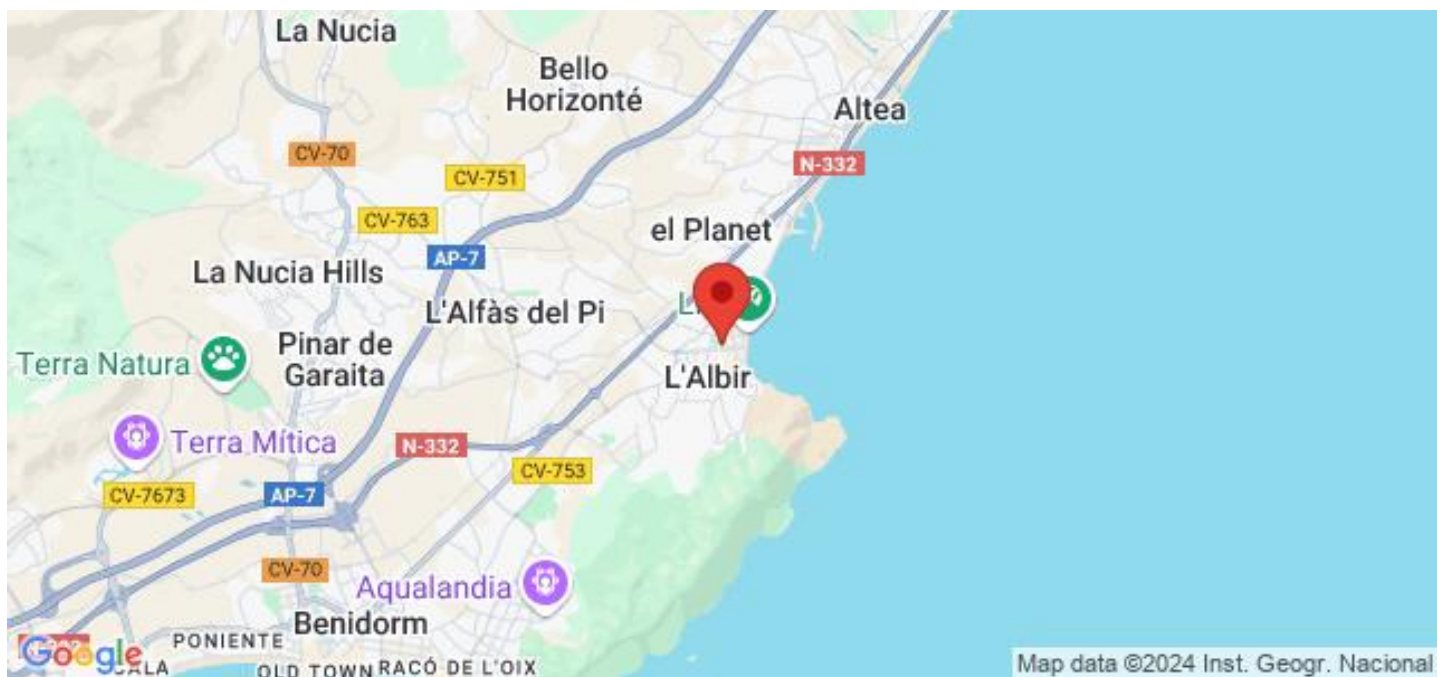 La Nucia
Bello
Horizonté
Altea
CV-70
N-332
CV-751
CV-763
el Planet
AP-7
La Nucia Hills
L'Alfàs del Pi
Terra Natura
Pinar de
Garaita
L'Albir
Terra Mítica
N-332
CV-753
CV-7673
AP-7
CV-70
Aqualandia
Benidorm
PONIENTE
Google
OLD TOWN
RACÓ DE L'OIX
Map data ©2024 Inst. Geogr. Nacional